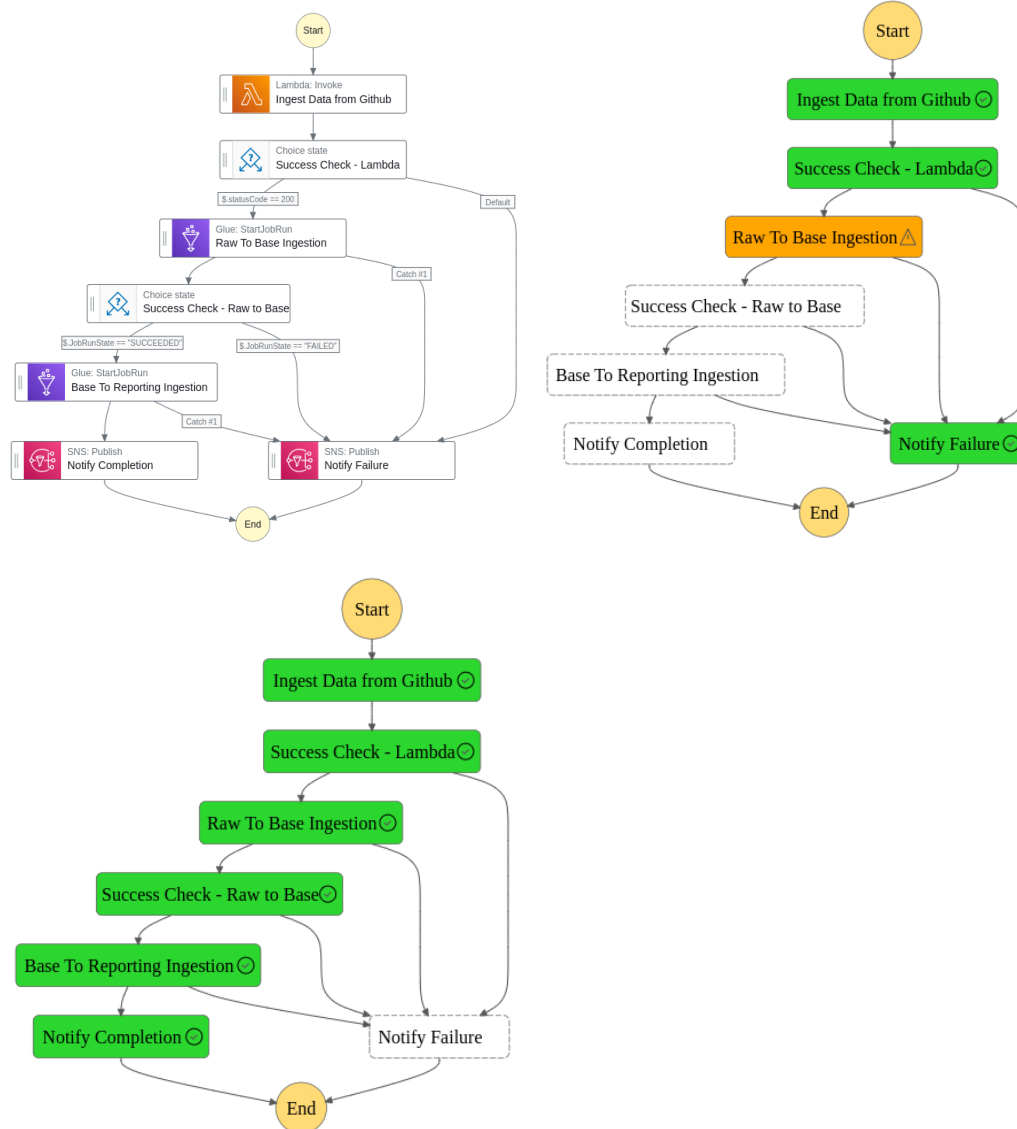 Start
Lambda: Invoke
Ingest Data from Github
Choice state
Success Check - Lambda
$.statusCode == 200
Default
Glue: StartJobRun
Raw To Base Ingestion
Catch #1
Choice state
Success Check - Raw to Base
$.JobRunState == "SUCCEEDED"
$.JobRunState == "FAILED"
Glue: StartJobRun
Base To Reporting Ingestion
Catch #1
SNS: Publish
Notify Completion
SNS: Publish
Notify Failure
End
Start
Ingest Data from Github
Success Check - Lambda
Raw To Base Ingestion
Success Check - Raw to Base
Base To Reporting Ingestion
Notify Completion
Notify Failure
End
Start
Ingest Data from Github
Success Check - Lambda
Raw To Base Ingestion
Success Check - Raw to Base
Base To Reporting Ingestion
Notify Completion
Notify Failure
End